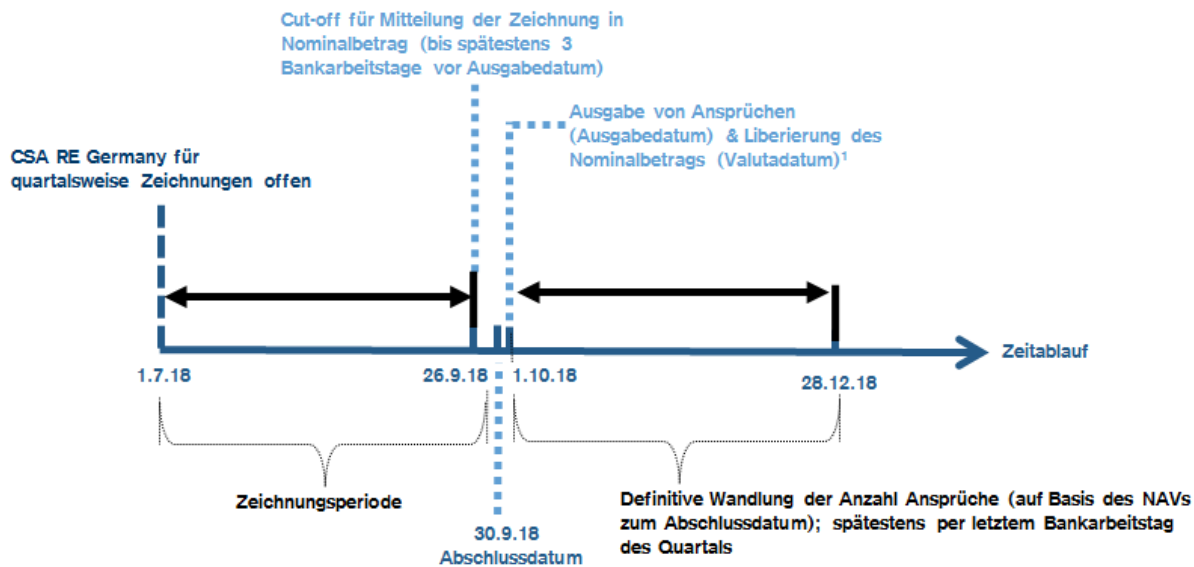 Cut-off für Mitteilung der Zeichnung in
Nominalbetrag (bis spätestens 3
Bankarbeitstage vor Ausgabedatum)
Ausgabe von Ansprüchen
(Ausgabedatum) & Liberierung des
Nominalbetrags (Valutadatum)¹
CSA RE Germany für
quartalsweise Zeichnungen offen
Zeitablauf
1.7.18
26.9.18
1.10.18
28.12.18
Zeichnungsperiode
Definitive Wandlung der Anzahl Ansprüche (auf Basis des NAVs
zum Abschlussdatum); spätestens per letztem Bankarbeitstag
des Quartals
30.9.18
Abschlussdatum